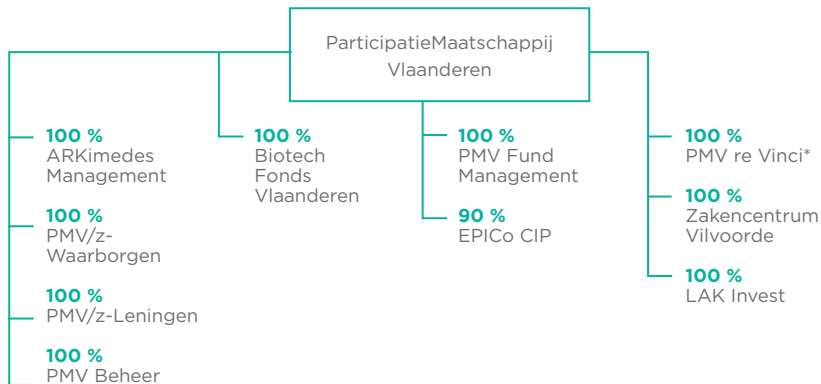 ParticipatieMaatschappij
Vlaanderen
100 %
ARKimedes
Management
100 %
PMV/z-
Waarborgen
100 %
PMV/z-Leningen
100 %
PMV Beheer
100 %
Biotech
Fonds
Vlaanderen
100 %
PMV Fund
Management
90 %
EPICo CIP
100 %
PMV re Vinci*
100 %
Zakencentrum
Vilvoorde
100 %
LAK Invest